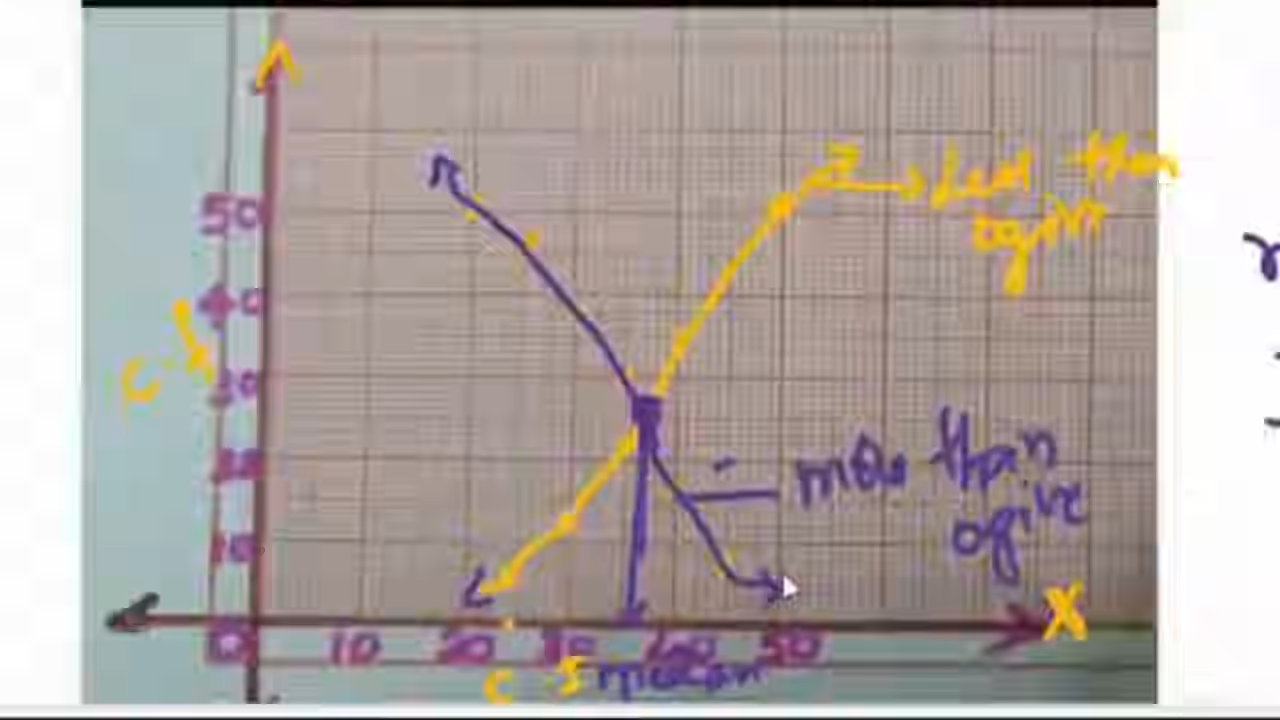 Less than
ogive
50
40
c.f
30
20
more than
ogive
10
X
0 10 20 30 40 50
c.f median